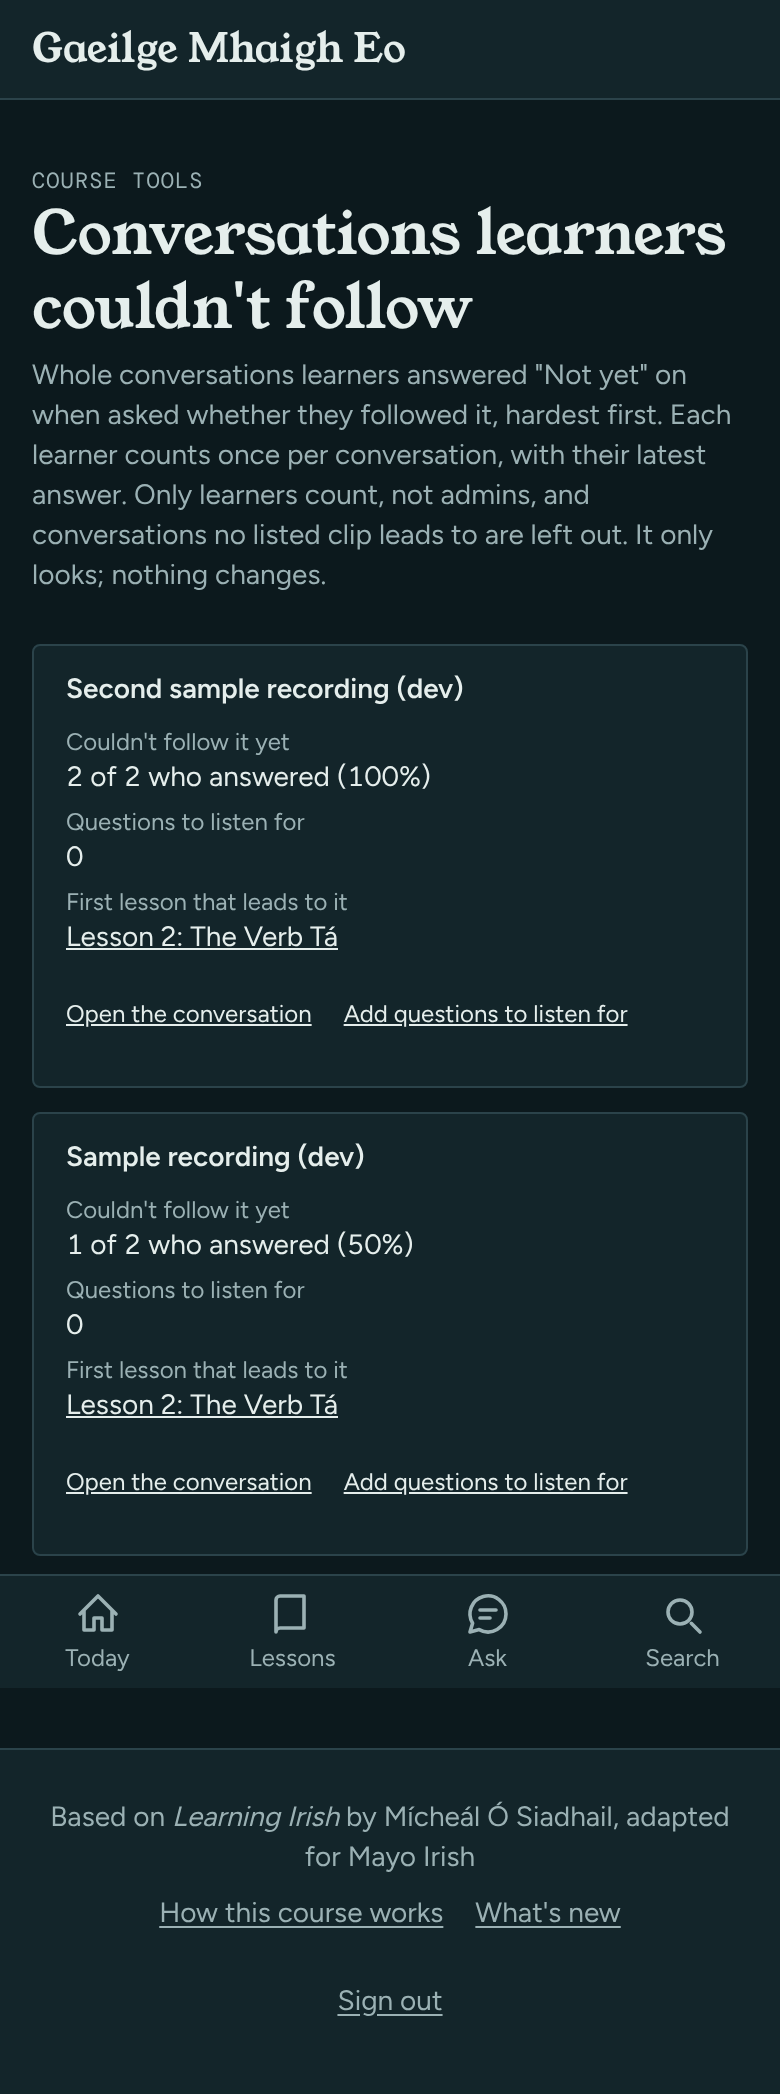 Gaeilge Mhaigh Eo
COURSE TOOLS
Conversations learners
couldn't follow
Whole conversations learners answered "Not yet" on
when asked whether they followed it, hardest first. Each
learner counts once per conversation, with their latest
answer. Only learners count, not admins, and
conversations no listed clip leads to are left out. It only
looks; nothing changes.
Second sample recording (dev)
Couldn't follow it yet
2 of 2 who answered (100%)
Questions to listen for
0
First lesson that leads to it
Lesson 2: The Verb Tá
Open the conversation Add questions to listen for
Sample recording (dev)
Couldn't follow it yet
1 of 2 who answered (50%)
Questions to listen for
0
First lesson that leads to it
Lesson 2: The Verb Tá
Open the conversation Add questions to listen for
Today Lessons Ask Search
Based on Learning Irish by Mícheál Ó Siadhail, adapted
for Mayo Irish
How this course works What's new
Sign out